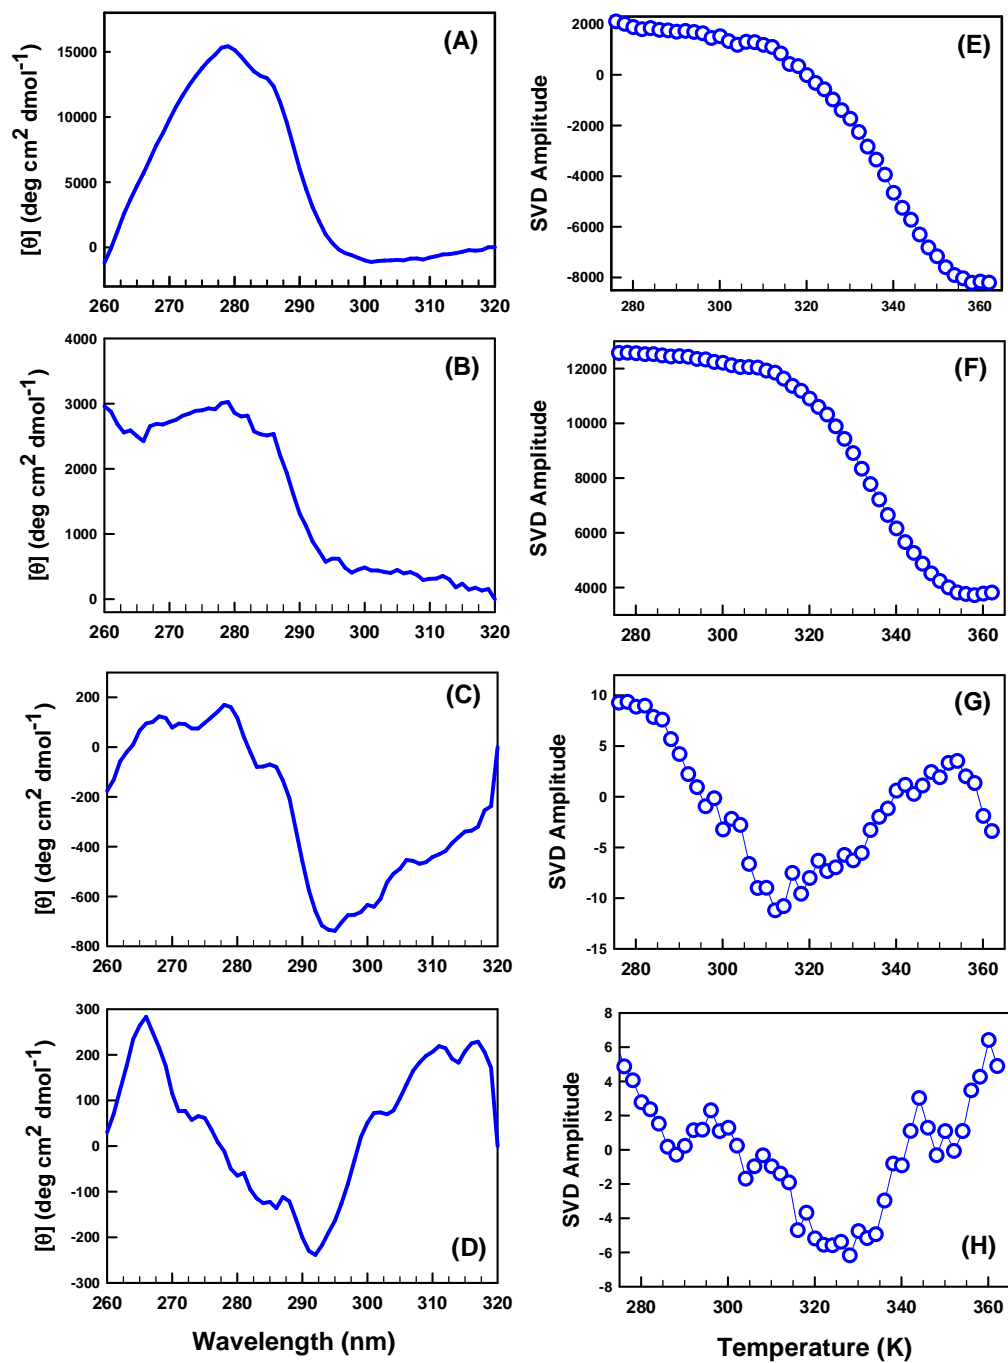 (A)
[θ] (deg cm² dmol⁻¹)
15000
10000
5000
0
260 270 280 290 300 310 320
(E)
SVD Amplitude
2000
0
-2000
-4000
-6000
-8000
280 300 320 340 360
(B)
[θ] (deg cm² dmol⁻¹)
4000
3000
2000
1000
0
260 270 280 290 300 310 320
(F)
SVD Amplitude
12000
10000
8000
6000
4000
280 300 320 340 360
(C)
[θ] (deg cm² dmol⁻¹)
200
0
-200
-400
-600
-800
260 270 280 290 300 310 320
(G)
SVD Amplitude
10
5
0
-5
-10
-15
280 300 320 340 360
(D)
[θ] (deg cm² dmol⁻¹)
300
200
100
0
-100
-200
-300
260 270 280 290 300 310 320
Wavelength (nm)
(H)
SVD Amplitude
8
6
4
2
0
-2
-4
-6
-8
280 300 320 340 360
Temperature (K)